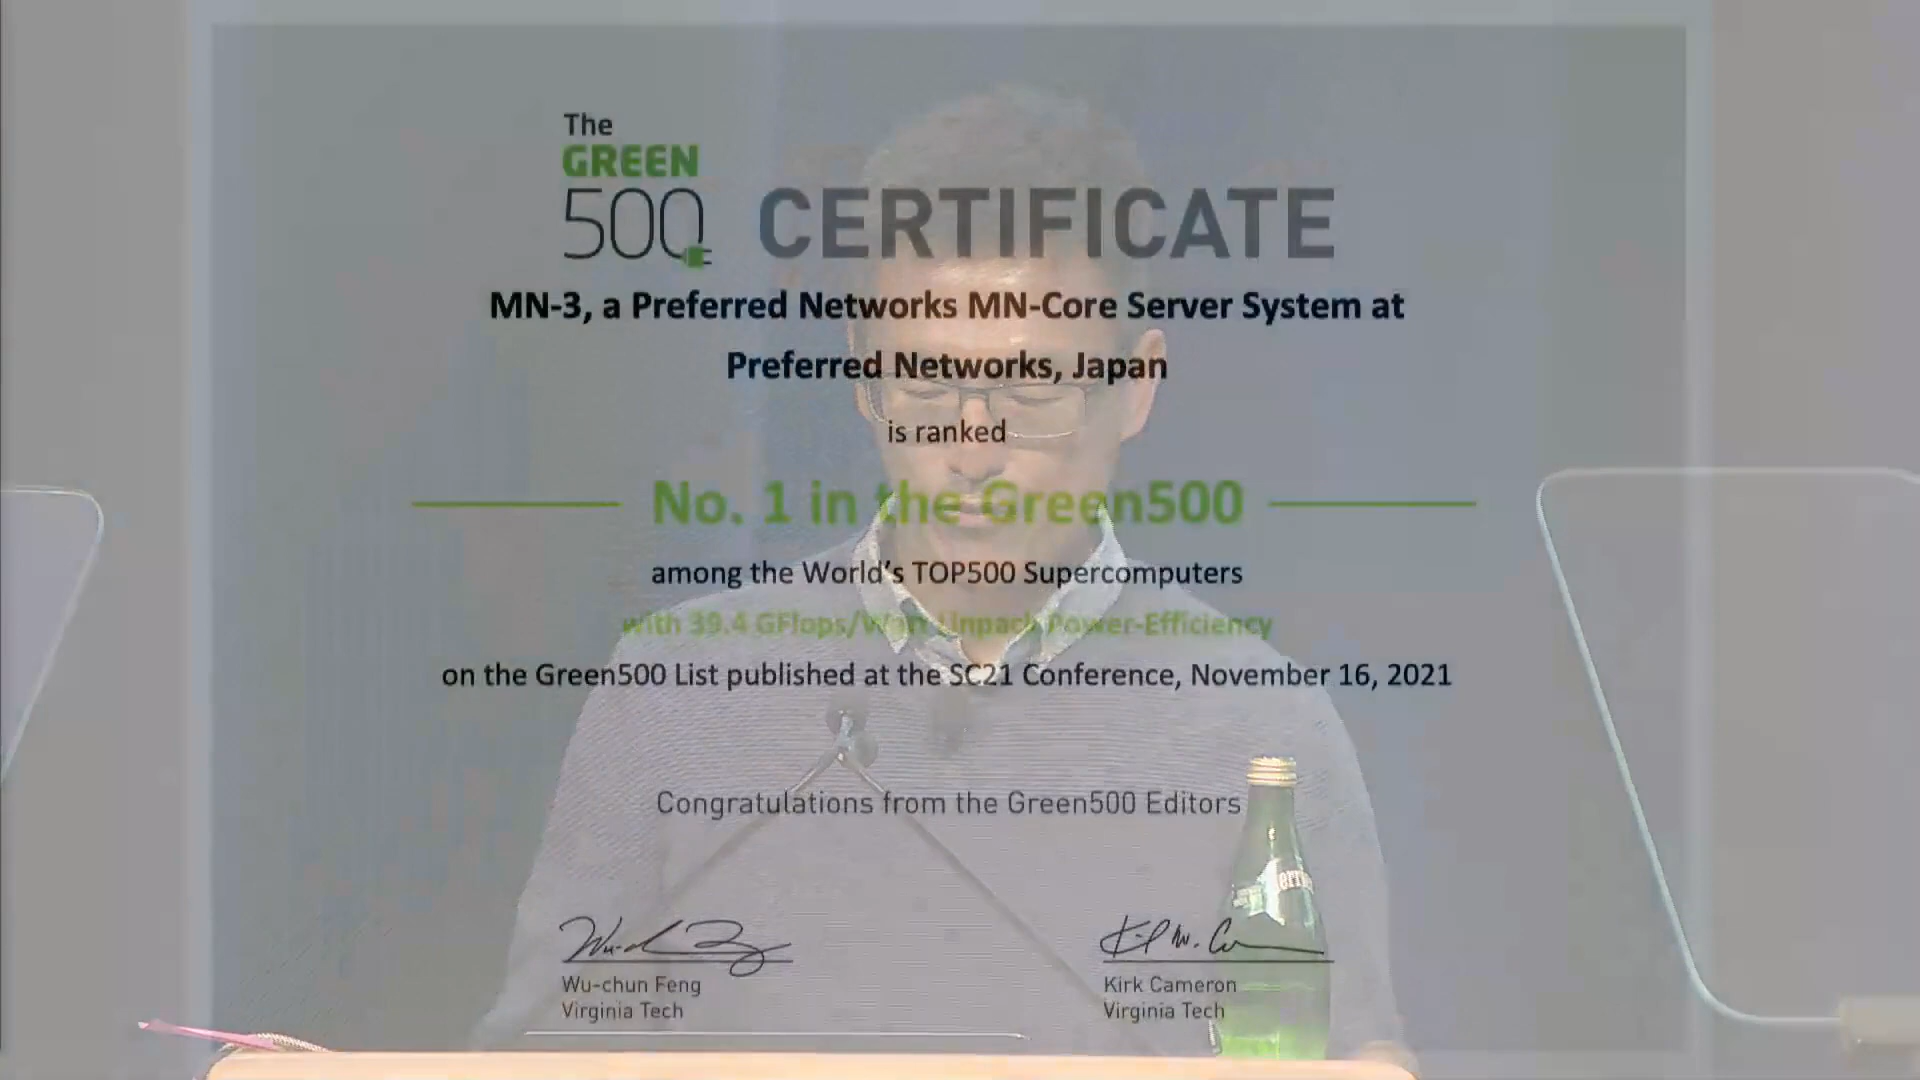 The
GREEN
500 CERTIFICATE
MN-3, a Preferred Networks MN-Core Server System at
Preferred Networks, Japan
is ranked
No. 1 in the Green500
among the World's TOP500 Supercomputers
with 39.4 GFlops/Watt Linpack Power-Efficiency
on the Green500 List published at the SC21 Conference, November 16, 2021
Congratulations from the Green500 Editors
Wu-chun Feng
Virginia Tech
Kirk Cameron
Virginia Tech